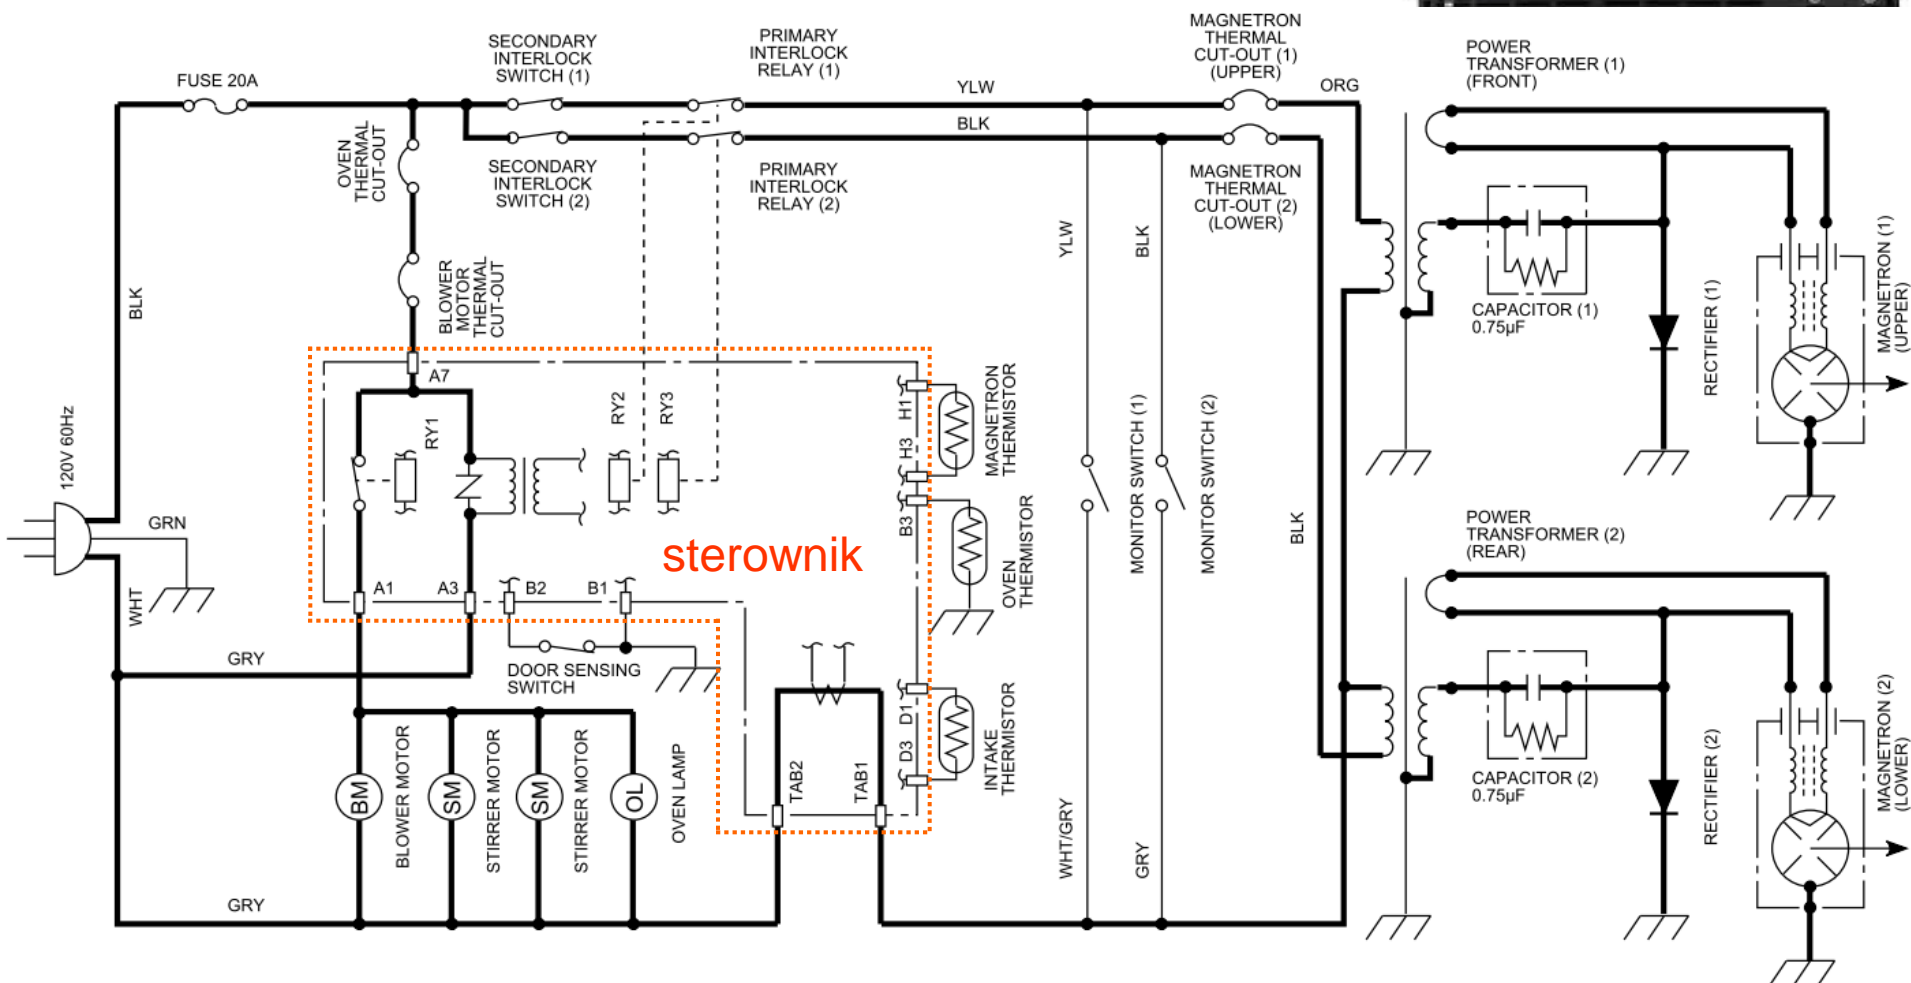 FUSE 20A
SECONDARY
INTERLOCK
SWITCH (1)
PRIMARY
INTERLOCK
RELAY (1)
MAGNETRON
THERMAL
CUT-OUT (1)
(UPPER)
POWER
TRANSFORMER (1)
(FRONT)
YLW
ORG
BLK
OVEN
THERMAL
CUT-OUT
SECONDARY
INTERLOCK
SWITCH (2)
PRIMARY
INTERLOCK
RELAY (2)
MAGNETRON
THERMAL
CUT-OUT (2)
(LOWER)
BLK
BLOWER
MOTOR
THERMAL
CUT-OUT
YLW
BLK
CAPACITOR (1)
0.75µF
RECTIFIER (1)
MAGNETRON (1)
(UPPER)
A7
RY1
RY2
RY3
H1
H3
MAGNETRON
THERMISTOR
B3
OVEN
THERMISTOR
MONITOR SWITCH (1)
MONITOR SWITCH (2)
120V 60Hz
GRN
WHT
sterownik
BLK
POWER
TRANSFORMER (2)
(REAR)
A1
A3
B2
B1
GRY
DOOR SENSING
SWITCH
D1
D3
INTAKE
THERMISTOR
TAB2
TAB1
BM
BLOWER MOTOR
SM
STIRRER MOTOR
SM
STIRRER MOTOR
OL
OVEN LAMP
WHT/GRY
GRY
CAPACITOR (2)
0.75µF
RECTIFIER (2)
MAGNETRON (2)
(LOWER)
GRY